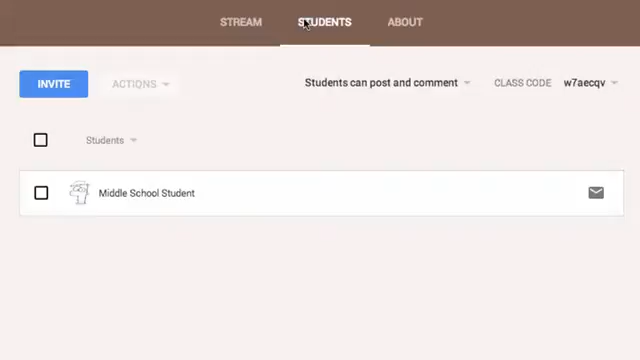 STREAM STUDENTS ABOUT
INVITE ACTIONS Students can post and comment CLASS CODE w7aecqv
Students
Middle School Student